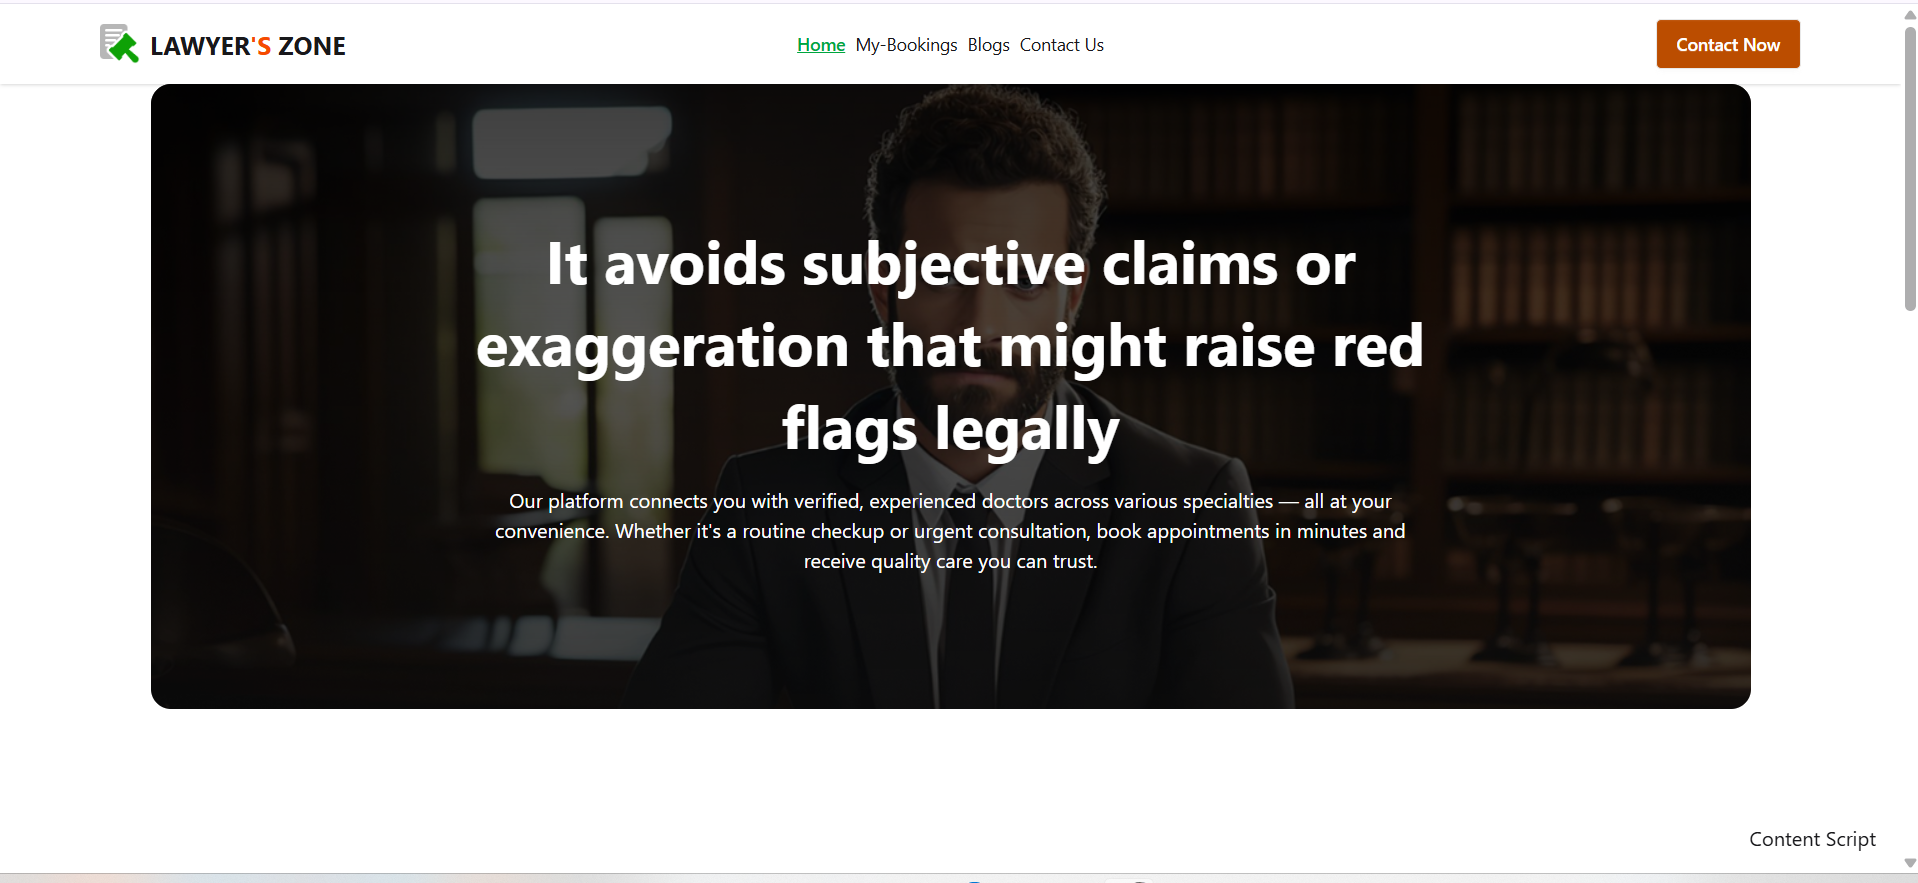 LAWYER'S ZONE
Home My-Bookings Blogs Contact Us
Contact Now
It avoids subjective claims or
exaggeration that might raise red
flags legally
Our platform connects you with verified, experienced doctors across various specialties — all at your
convenience. Whether it's a routine checkup or urgent consultation, book appointments in minutes and
receive quality care you can trust.
Content Script